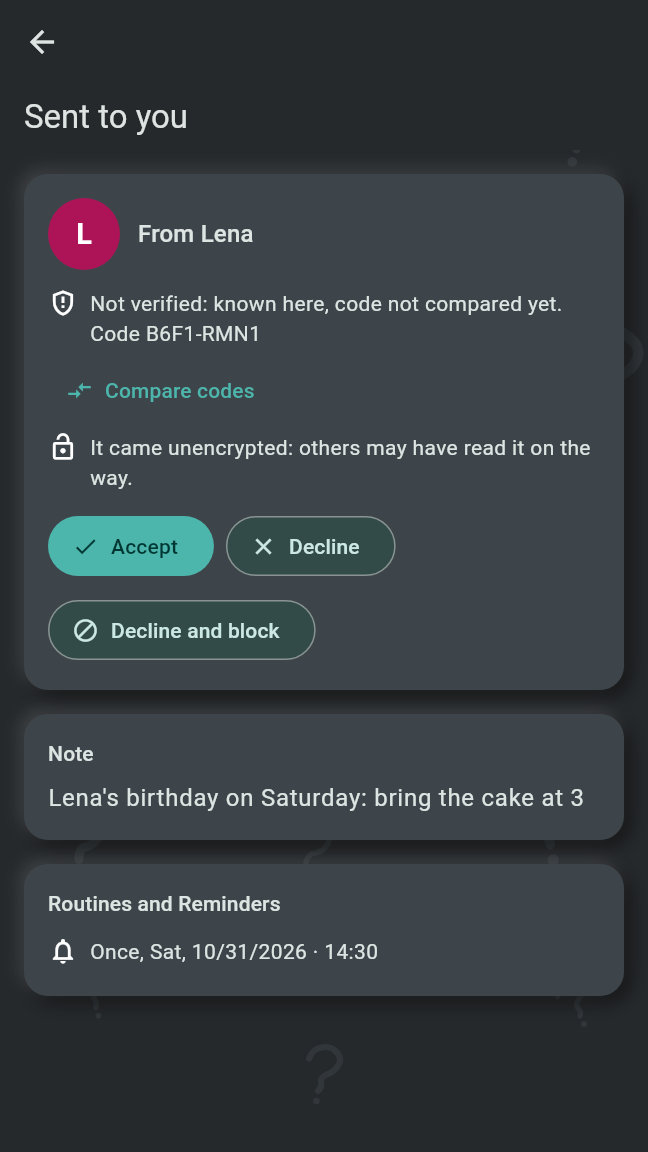 Sent to you
L
From Lena
Not verified: known here, code not compared yet.
Code B6F1-RMN1
Compare codes
It came unencrypted: others may have read it on the
way.
Accept
Decline
Decline and block
Note
Lena's birthday on Saturday: bring the cake at 3
Routines and Reminders
Once, Sat, 10/31/2026 · 14:30